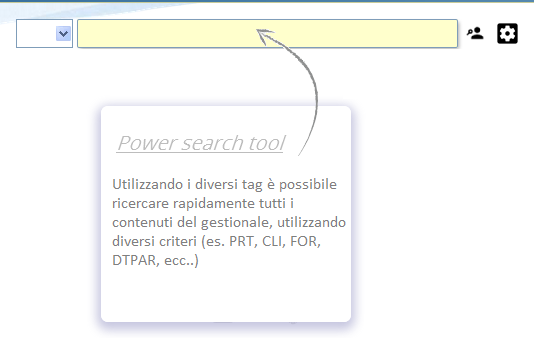 Power search tool
Utilizzando i diversi tag è possibile
ricercare rapidamente tutti i
contenuti del gestionale, utilizzando
diversi criteri (es. PRT, CLI, FOR,
DTPAR, ecc..)